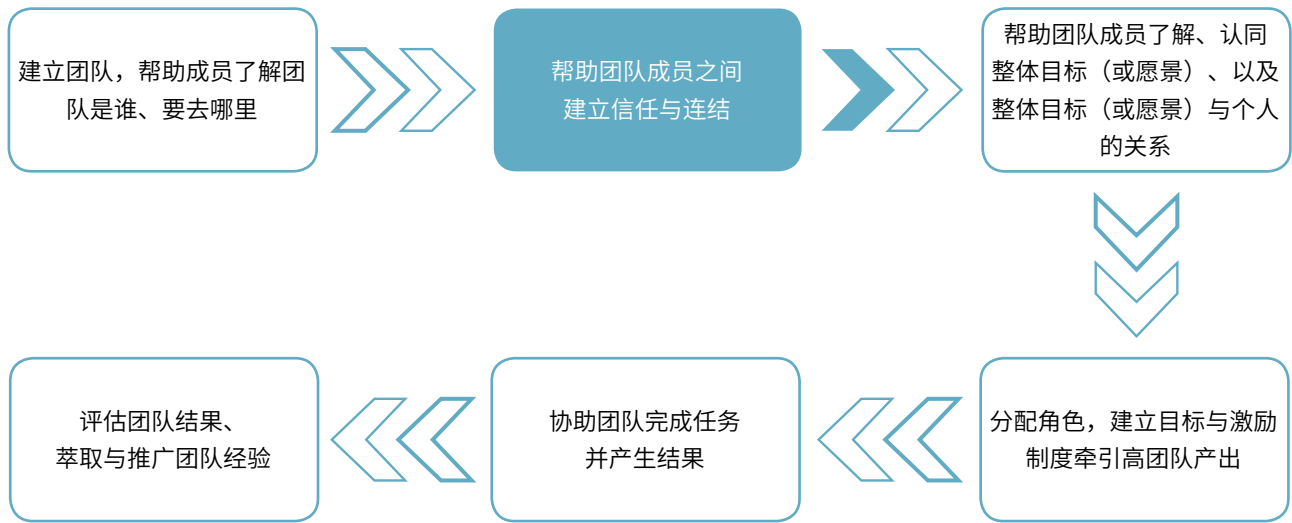 建立团队，帮助成员了解团
队是谁、要去哪里
帮助团队成员之间
建立信任与连结
帮助团队成员了解、认同
整体目标（或愿景）、以及
整体目标（或愿景）与个人
的关系
分配角色，建立目标与激励
制度牵引高团队产出
协助团队完成任务
并产生结果
评估团队结果、
萃取与推广团队经验